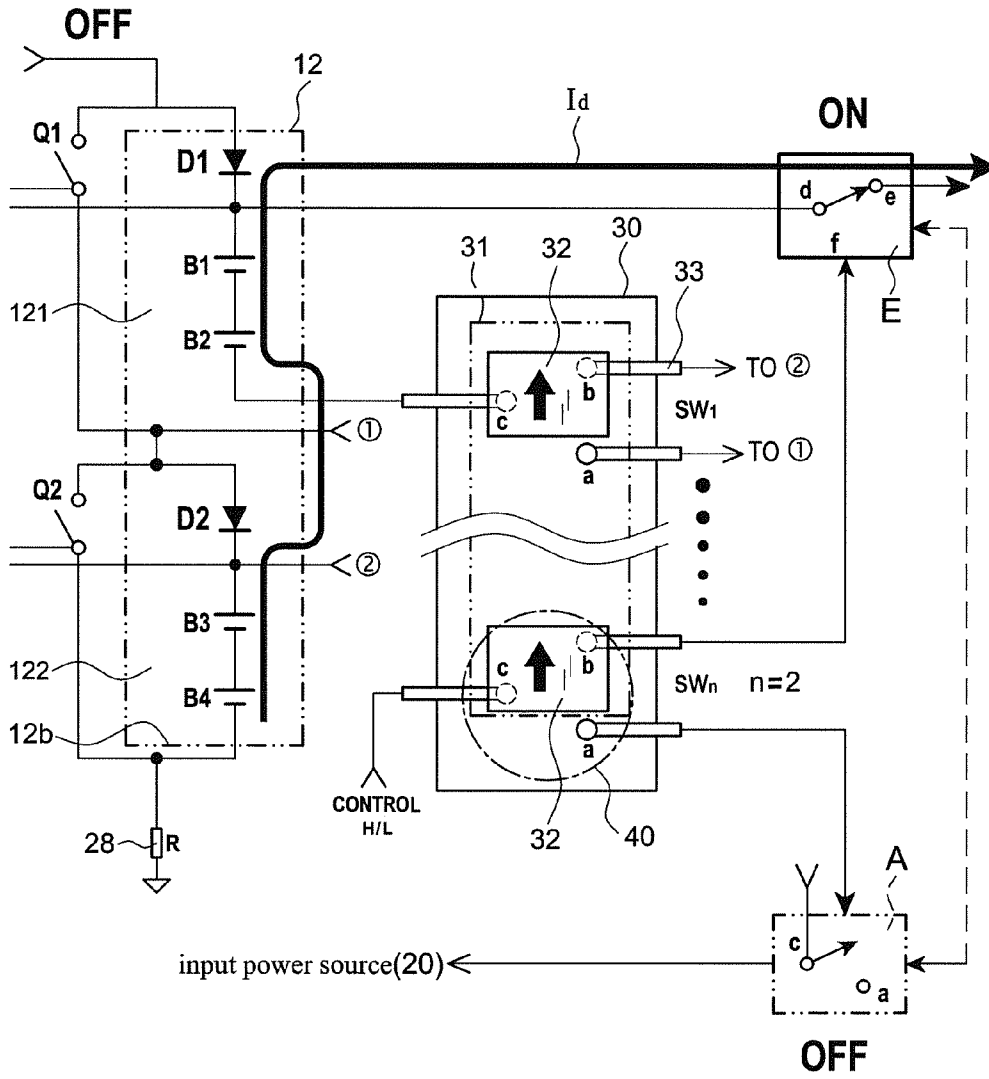 OFF
12
Q1
D1
Id
ON
d
e
f
E
B1
121
B2
30
31
32
33
b
c
TO ②
SW1
a
TO ①
①
Q2
D2
②
B3
122
B4
12b
c
b
SWn n=2
a
CONTROL
H/L
32
40
28
R
A
c
a
input power source(20)
OFF